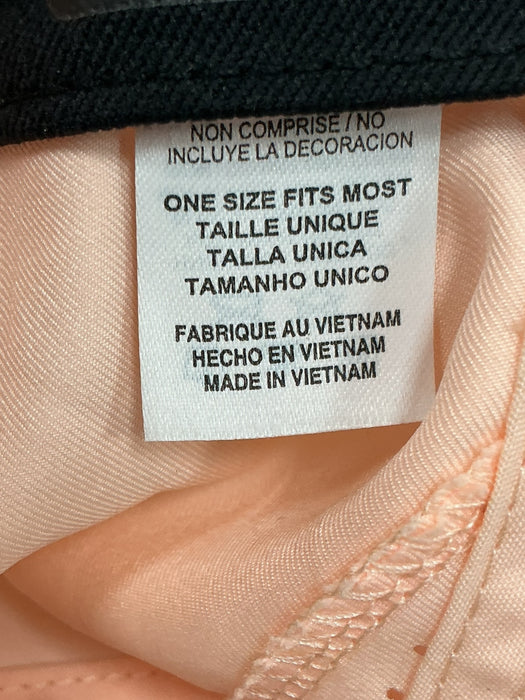 NON COMPRISE / NO
INCLUYE LA DECORACION
ONE SIZE FITS MOST
TAILLE UNIQUE
TALLA UNICA
TAMANHO UNICO
FABRIQUE AU VIETNAM
HECHO EN VIETNAM
MADE IN VIETNAM